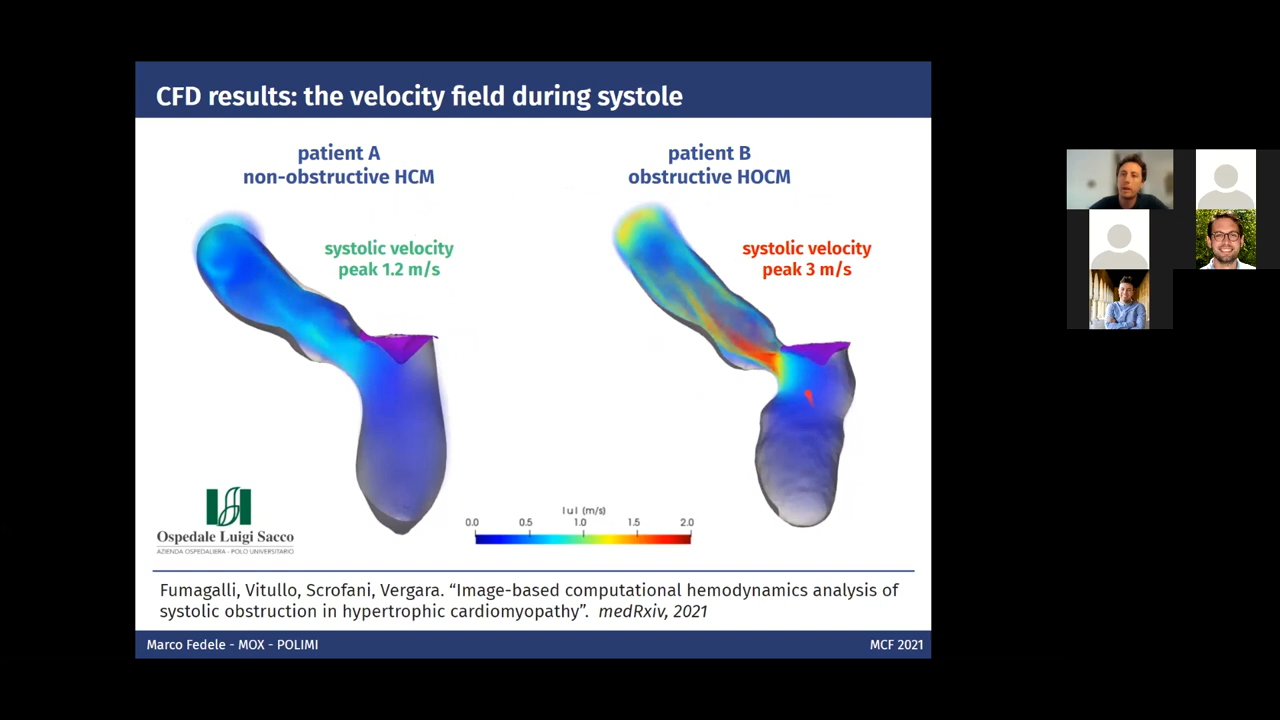 CFD results: the velocity field during systole
patient A
non-obstructive HCM
patient B
obstructive HOCM
systolic velocity
peak 1.2 m/s
systolic velocity
peak 3 m/s
|u| (m/s)
0.0 0.5 1.0 1.5 2.0
Ospedale Luigi Sacco
AZIENDA OSPEDALIERA - POLO UNIVERSITARIO
Fumagalli, Vitullo, Scrofani, Vergara. “Image-based computational hemodynamics analysis of
systolic obstruction in hypertrophic cardiomyopathy”. medRxiv, 2021
Marco Fedele - MOX - POLIMI
MCF 2021